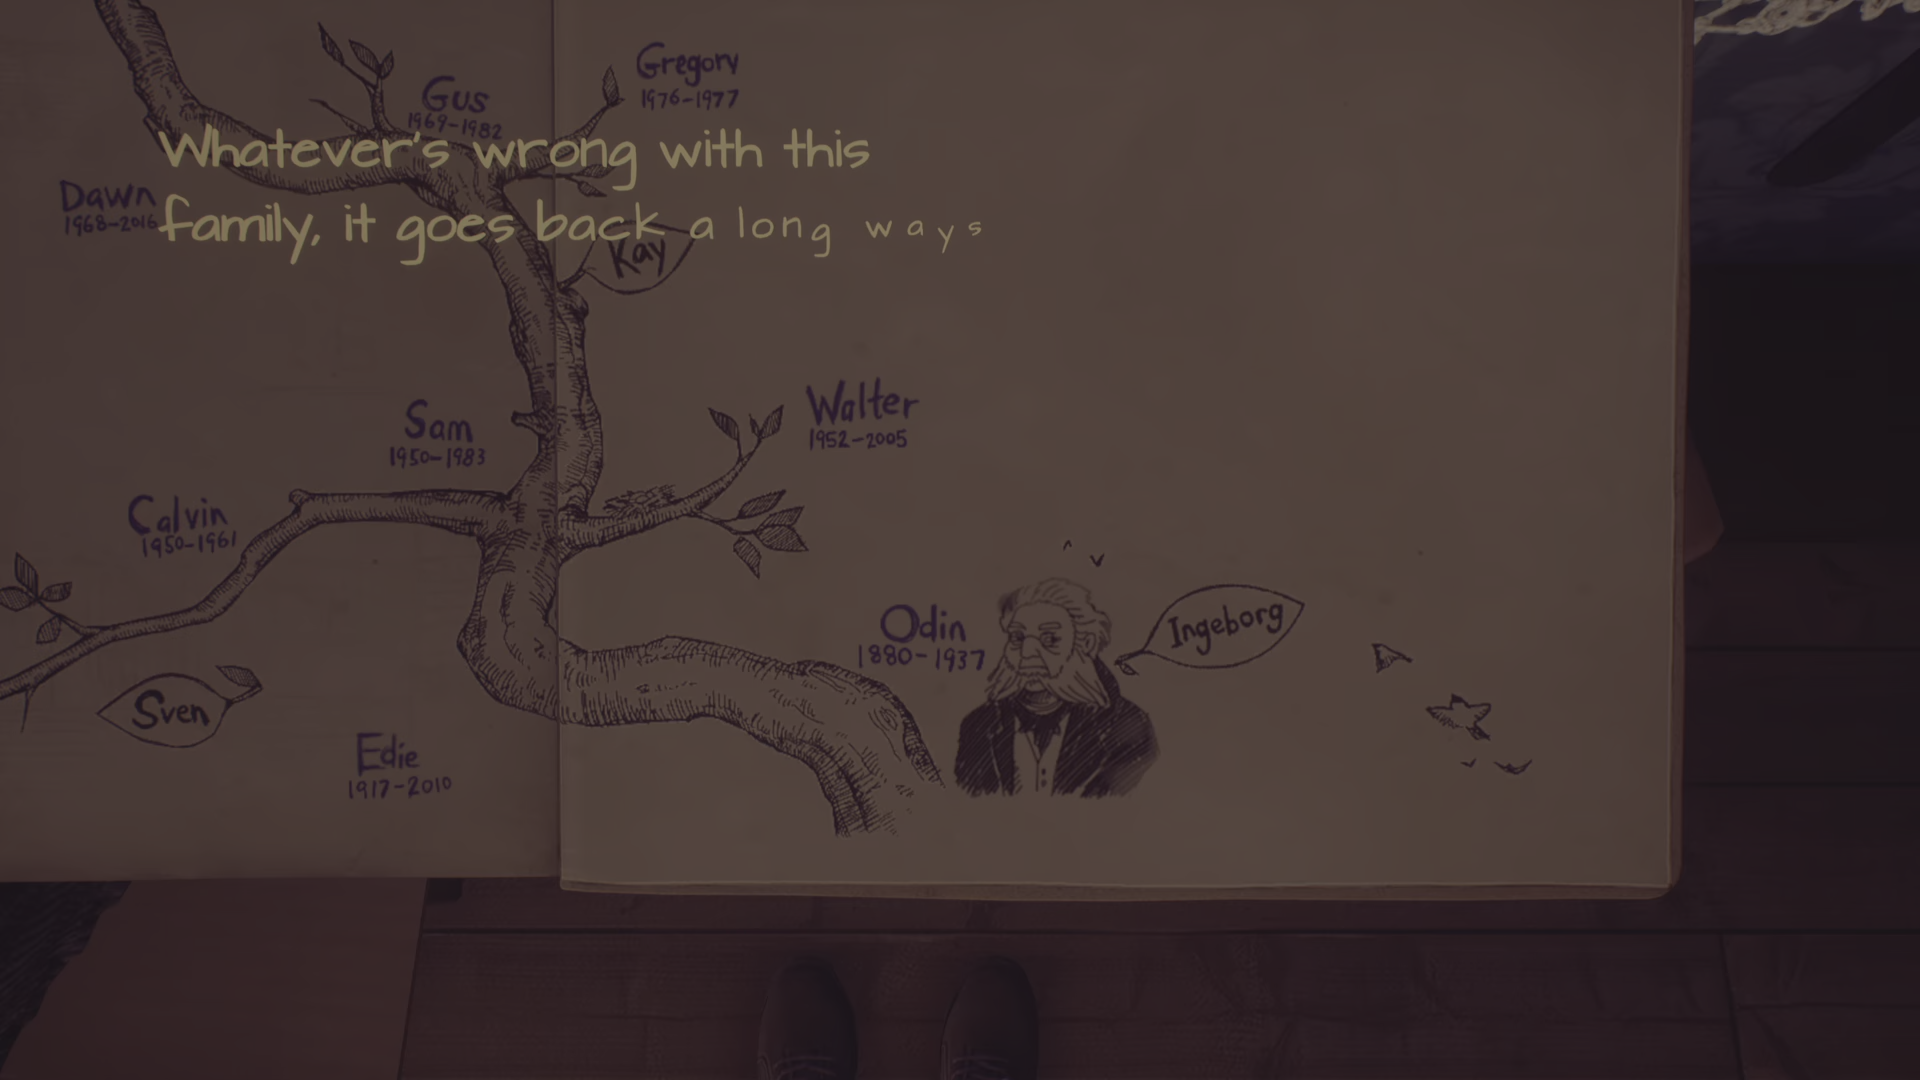 Gregory
1976-1977
Gus
1969-1982
Whatever's wrong with this
family, it goes back a long ways
Dawn
1968-2016
Kay
Walter
1952-2005
Sam
1950-1983
Calvin
1950-1961
Odin
1880-1937
Ingeborg
Sven
Edie
1917-2010